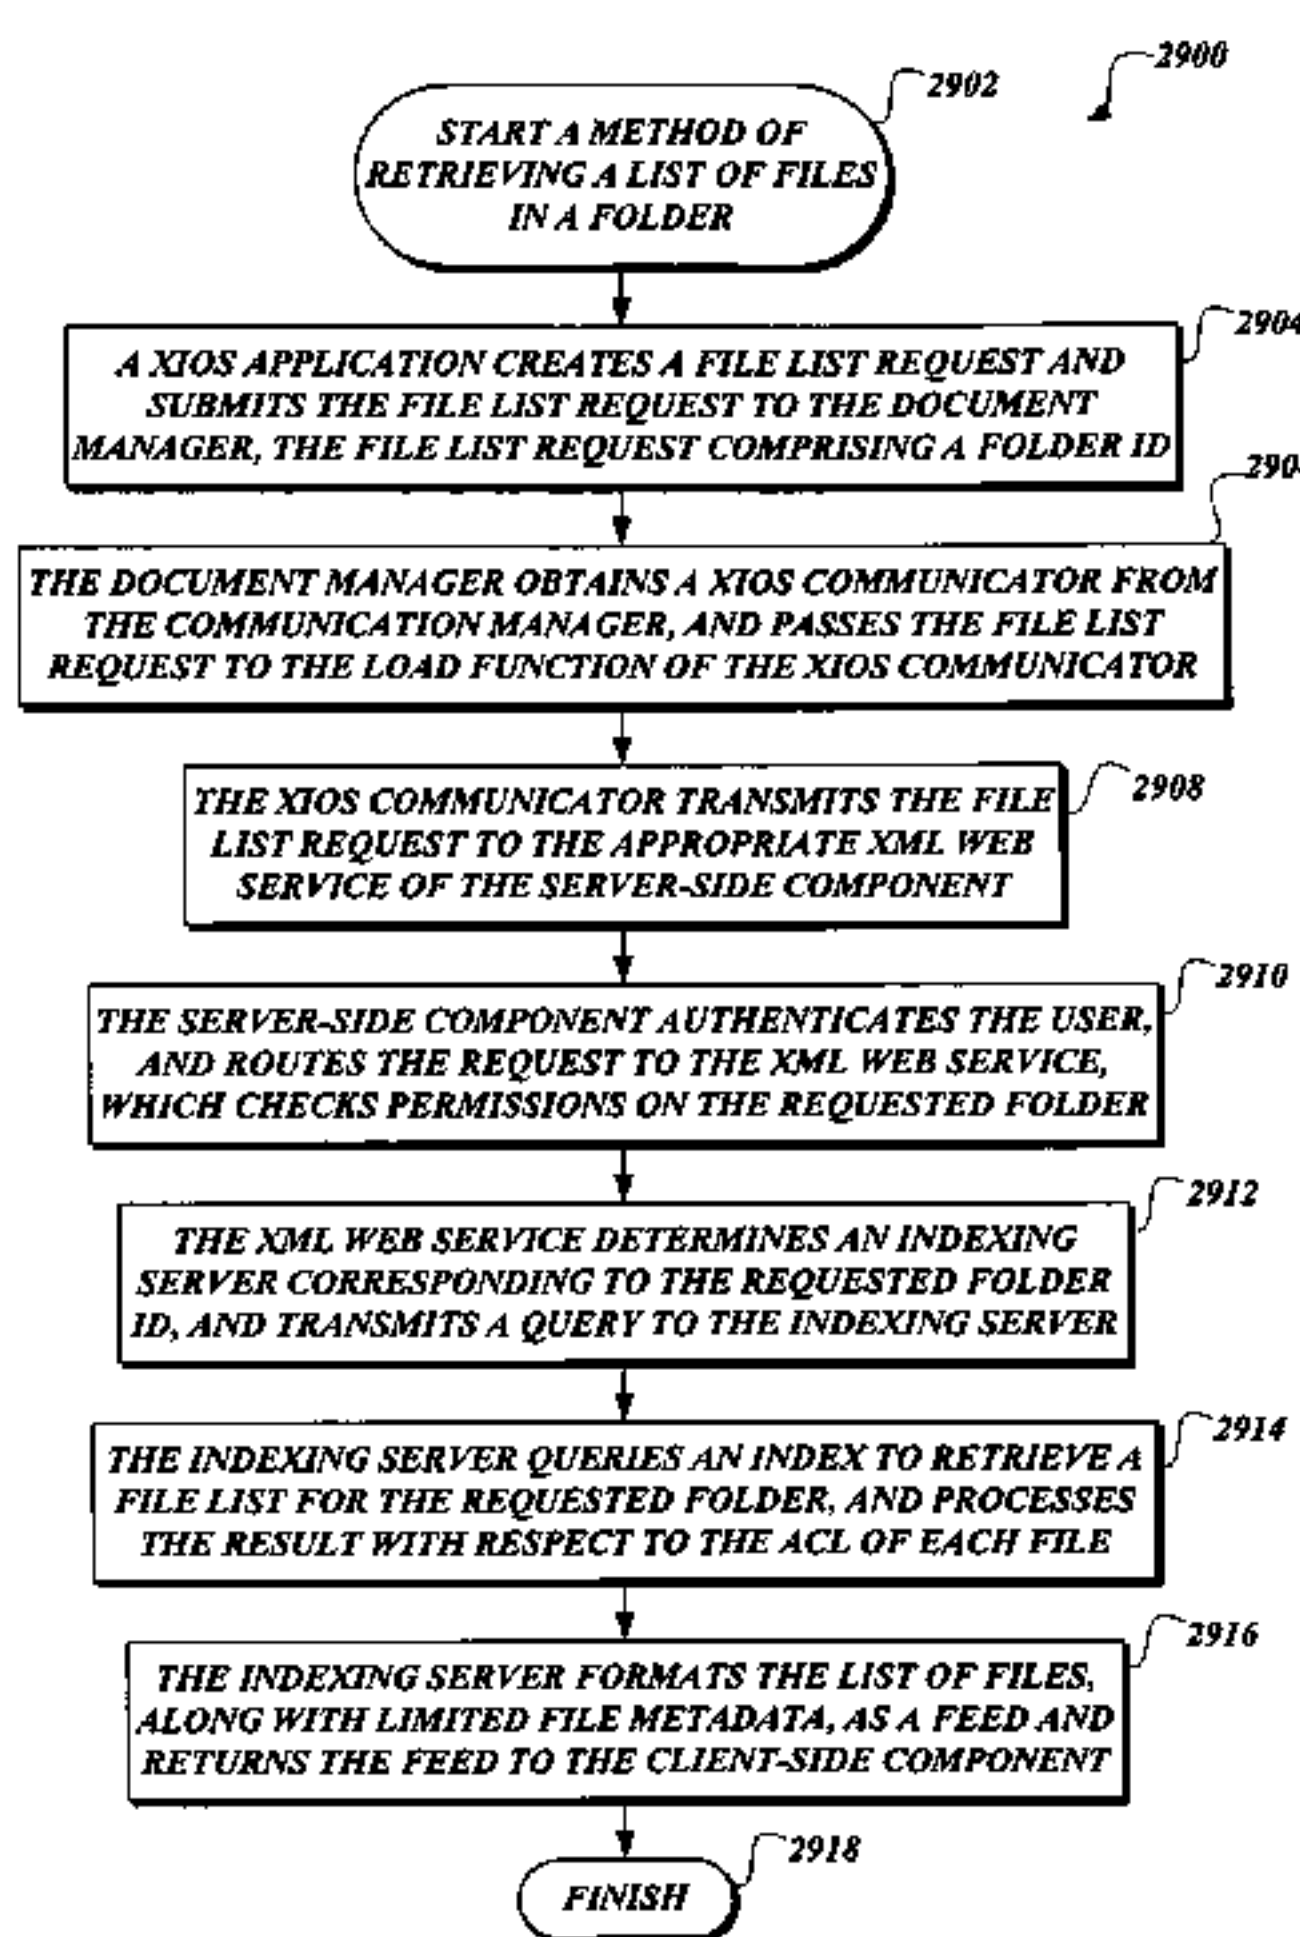 2900
2902
START A METHOD OF
RETRIEVING A LIST OF FILES
IN A FOLDER
2904
A XIOS APPLICATION CREATES A FILE LIST REQUEST AND
SUBMITS THE FILE LIST REQUEST TO THE DOCUMENT
MANAGER, THE FILE LIST REQUEST COMPRISING A FOLDER ID
THE DOCUMENT MANAGER OBTAINS A XIOS COMMUNICATOR FROM
THE COMMUNICATION MANAGER, AND PASSES THE FILE LIST
REQUEST TO THE LOAD FUNCTION OF THE XIOS COMMUNICATOR
2908
THE XIOS COMMUNICATOR TRANSMITS THE FILE
LIST REQUEST TO THE APPROPRIATE XML WEB
SERVICE OF THE SERVER-SIDE COMPONENT
2910
THE SERVER-SIDE COMPONENT AUTHENTICATES THE USER,
AND ROUTES THE REQUEST TO THE XML WEB SERVICE,
WHICH CHECKS PERMISSIONS ON THE REQUESTED FOLDER
2912
THE XML WEB SERVICE DETERMINES AN INDEXING
SERVER CORRESPONDING TO THE REQUESTED FOLDER
ID, AND TRANSMITS A QUERY TO THE INDEXING SERVER
2914
THE INDEXING SERVER QUERIES AN INDEX TO RETRIEVE A
FILE LIST FOR THE REQUESTED FOLDER, AND PROCESSES
THE RESULT WITH RESPECT TO THE ACL OF EACH FILE
2916
THE INDEXING SERVER FORMATS THE LIST OF FILES,
ALONG WITH LIMITED FILE METADATA, AS A FEED AND
RETURNS THE FEED TO THE CLIENT-SIDE COMPONENT
2918
FINISH